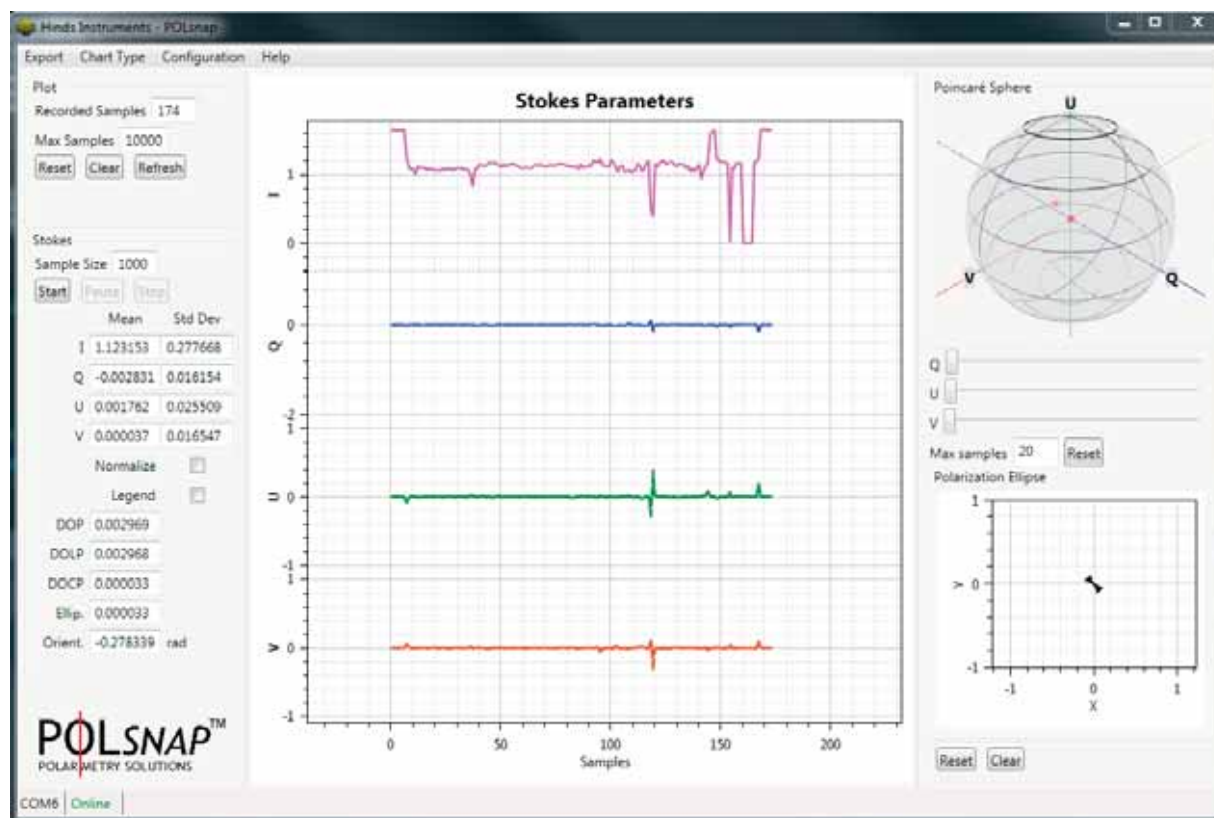 Hinds Instruments - POLsnap
Export Chart Type Configuration Help
Plot
Recorded Samples 174
Max Samples 10000
Reset Clear Refresh
Stokes
Sample Size 1000
Start Pause Stop
Mean Std Dev
I 1.123153 0.277668
Q -0.002831 0.016154
U 0.001762 0.025509
V 0.000037 0.016547
Normalize
Legend
DOP 0.002969
DOLP 0.002968
DOCP 0.000033
Ellip. 0.000033
Orient. -0.278339 rad
POLSNAP™
POLARIMETRY SOLUTIONS
COM6 Online
Stokes Parameters
I
1
0
Q
0
-2
U
1
0
-1
V
1
0
-1
0 50 100 150 200
Samples
Poincaré Sphere
U
V Q
Q
U
V
Max samples 20 Reset
Polarization Ellipse
1
Y 0
-1
-1 0 1
X
Reset Clear